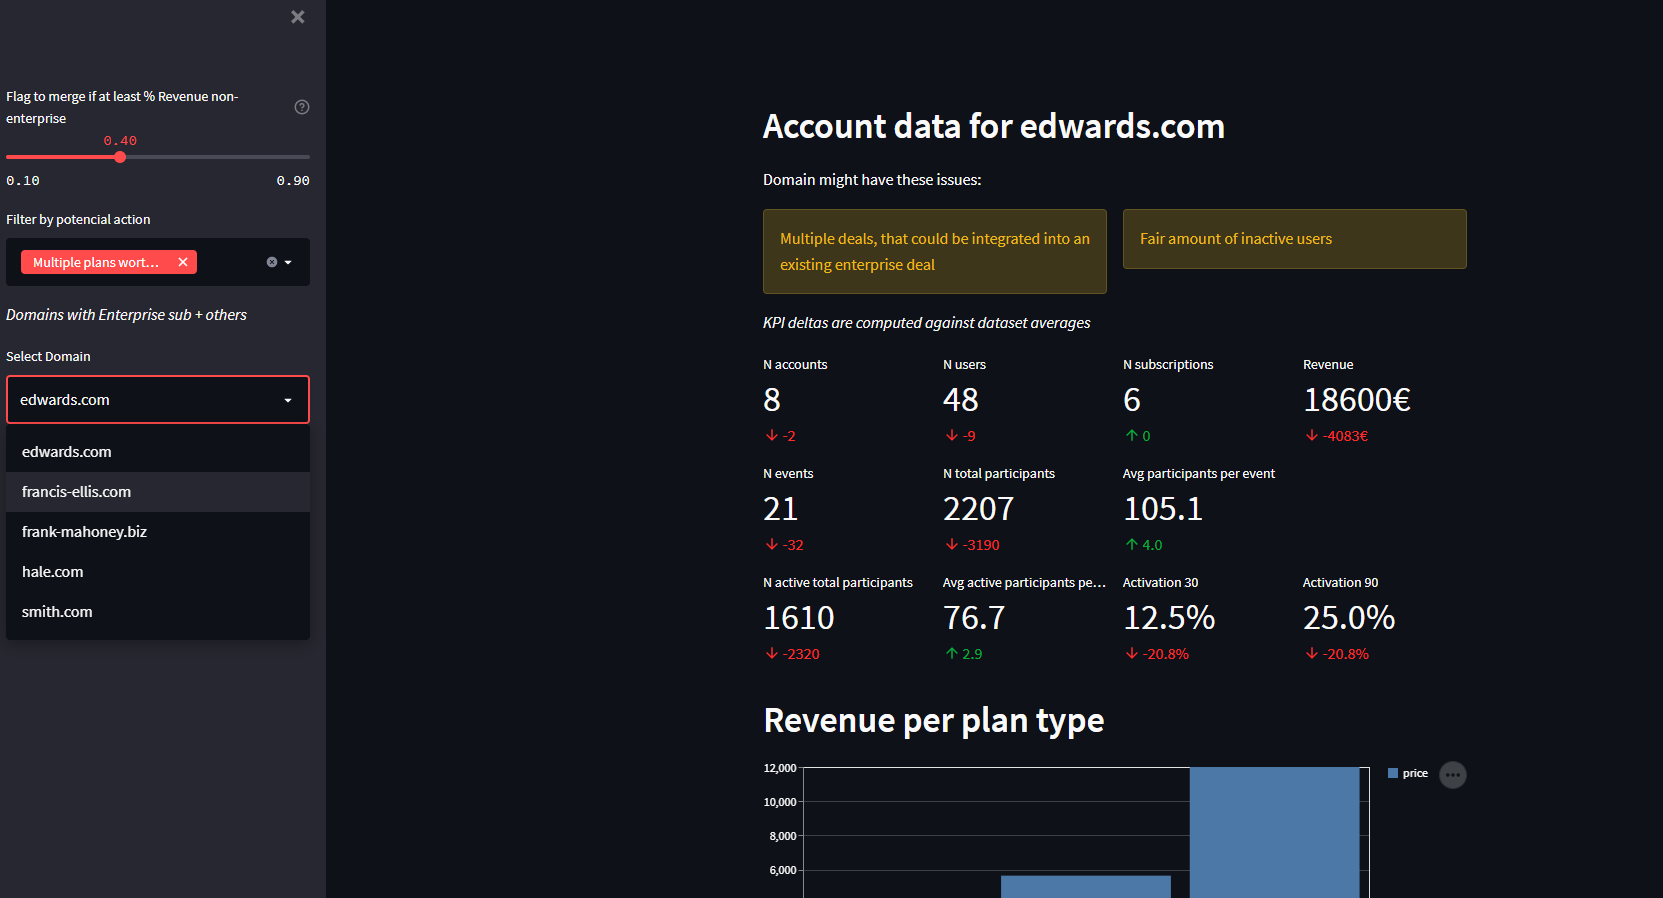 Flag to merge if at least % Revenue non-
enterprise
0.40
0.10 0.90
Filter by potencial action
Multiple plans wort...
Domains with Enterprise sub + others
Select Domain
edwards.com
edwards.com
francis-ellis.com
frank-mahoney.biz
hale.com
smith.com
Account data for edwards.com
Domain might have these issues:
Multiple deals, that could be integrated into an
existing enterprise deal
Fair amount of inactive users
KPI deltas are computed against dataset averages
N accounts N users N subscriptions Revenue
8 48 6 18600€
-2 -9 0 -4083€
N events N total participants Avg participants per event
21 2207 105.1
-32 -3190 4.0
N active total participants Avg active participants pe... Activation 30 Activation 90
1610 76.7 12.5% 25.0%
-2320 2.9 -20.8% -20.8%
Revenue per plan type
12,000
10,000
8,000
6,000
price